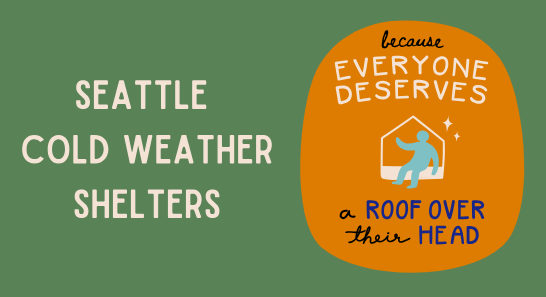 SEATTLE
COLD WEATHER
SHELTERS
because
EVERYONE
DESERVES
a ROOF OVER
their HEAD